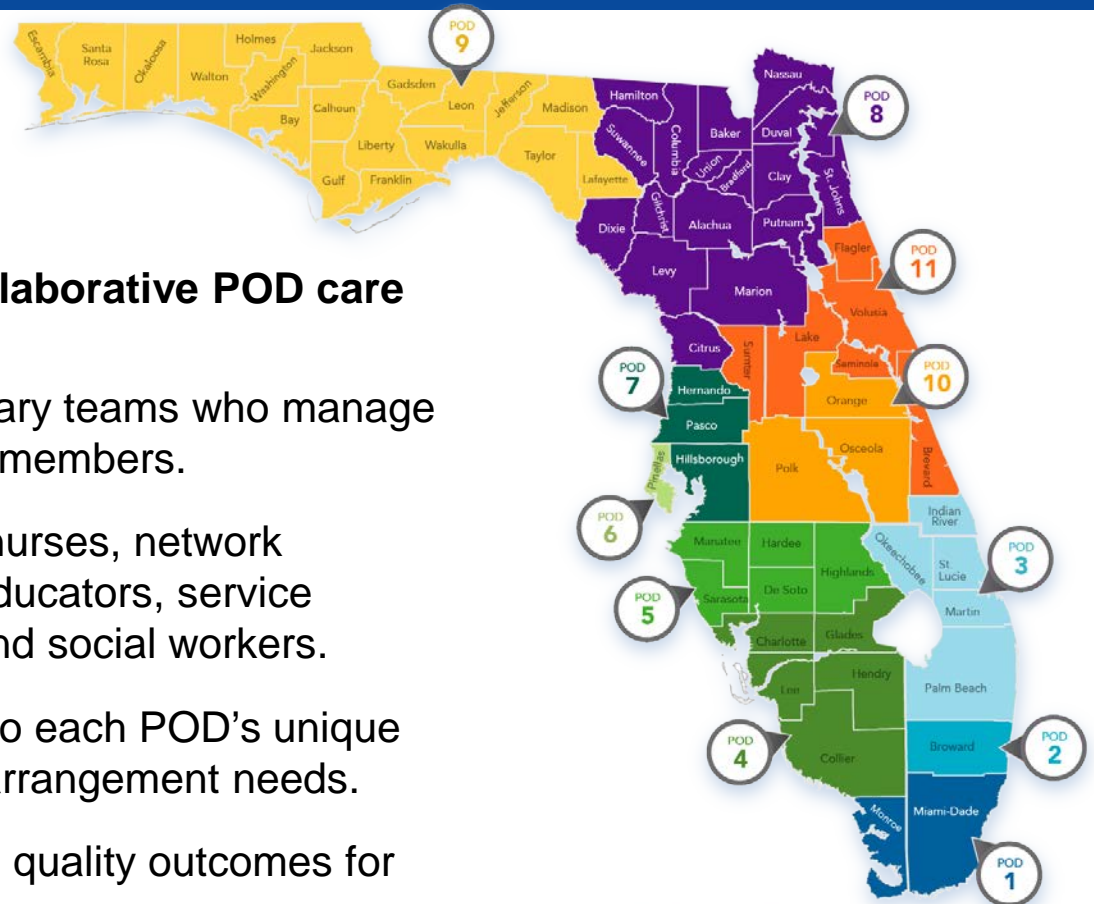 POD
9
Escambia
Santa
Rosa
Okaloosa
Walton
Holmes
Washington
Jackson
Bay
Calhoun
Gulf
Liberty
Franklin
Gadsden
Leon
Wakulla
Jefferson
Madison
Taylor
Lafayette
POD
8
Nassau
Hamilton
Suwannee
Columbia
Baker
Duval
Union
Bradford
Clay
St. Johns
Gilchrist
Dixie
Alachua
Putnam
Levy
Marion
Citrus
POD
11
Flagler
Volusia
Lake
Sumter
Seminole
Brevard
POD
10
Orange
Osceola
Polk
POD
7
Hernando
Pasco
Hillsborough
POD
6
Pinellas
POD
5
Manatee
Hardee
Highlands
Sarasota
De Soto
POD
3
Indian
River
Okeechobee
St.
Lucie
Martin
Palm Beach
POD
4
Charlotte
Glades
Lee
Hendry
Collier
POD
2
Broward
POD
1
Monroe
Miami-Dade
laborative POD care
ary teams who manage
members.
nurses, network
ducators, service
nd social workers.
o each POD's unique
arrangement needs.
quality outcomes for